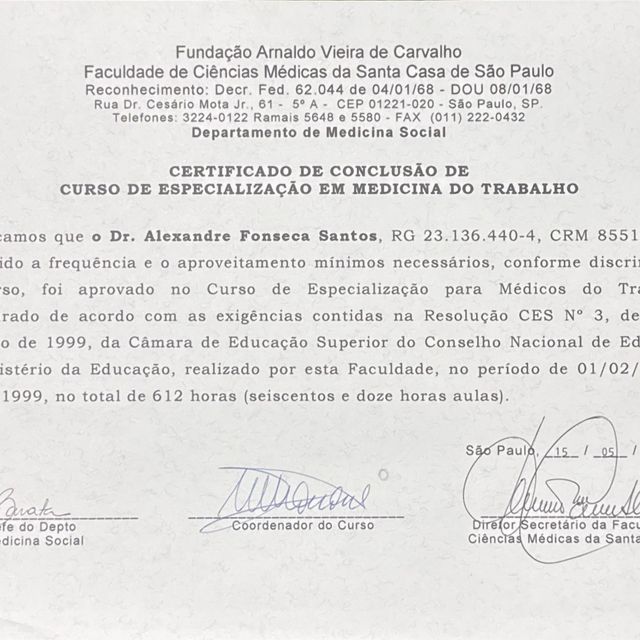 Fundação Arnaldo Vieira de Carvalho
Faculdade de Ciências Médicas da Santa Casa de São Paulo
Reconhecimento: Decr. Fed. 62.044 de 04/01/68 - DOU 08/01/68
Rua Dr. Cesário Mota Jr., 61 - 5º A - CEP 01221-020 - São Paulo, SP.
Telefones: 3224-0122 Ramais 5648 e 5580 - FAX (011) 222-0432
Departamento de Medicina Social
CERTIFICADO DE CONCLUSÃO DE
CURSO DE ESPECIALIZAÇÃO EM MEDICINA DO TRABALHO
camos que o Dr. Alexandre Fonseca Santos, RG 23.136.440-4, CRM 8551
ido a frequência e o aproveitamento mínimos necessários, conforme discrim
rso, foi aprovado no Curso de Especialização para Médicos do Tra
rado de acordo com as exigências contidas na Resolução CES Nº 3, de
o de 1999, da Câmara de Educação Superior do Conselho Nacional de Ed
nistério da Educação, realizado por esta Faculdade, no período de 01/02/
1999, no total de 612 horas (seiscentos e doze horas aulas).
São Paulo, 15 / 05 /
efe do Depto
edicina Social
Coordenador do Curso
Diretor Secretário da Facu
Ciências Médicas da Santa